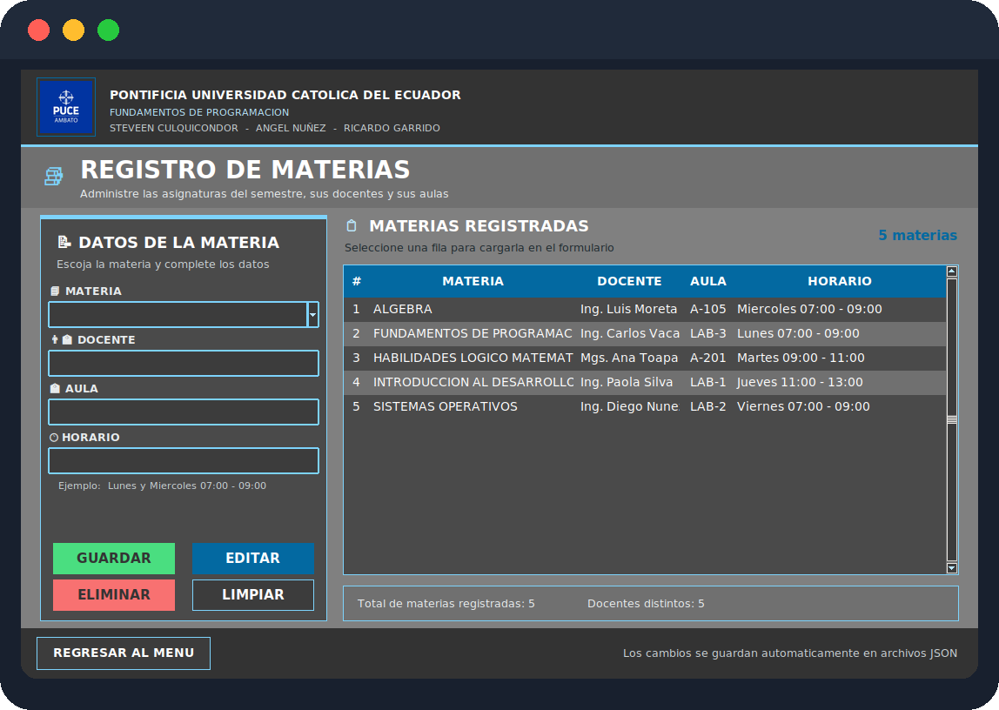 PUCE
AMBATO
PONTIFICIA UNIVERSIDAD CATOLICA DEL ECUADOR
FUNDAMENTOS DE PROGRAMACION
STEVEEN CULQUICONDOR - ANGEL NUÑEZ - RICARDO GARRIDO
REGISTRO DE MATERIAS
Administre las asignaturas del semestre, sus docentes y sus aulas
DATOS DE LA MATERIA
Escoja la materia y complete los datos
MATERIA
DOCENTE
AULA
HORARIO
Ejemplo: Lunes y Miercoles 07:00 - 09:00
GUARDAR EDITAR
ELIMINAR LIMPIAR
MATERIAS REGISTRADAS
Seleccione una fila para cargarla en el formulario
5 materias
# MATERIA DOCENTE AULA HORARIO
1 ALGEBRA Ing. Luis Moreta A-105 Miercoles 07:00 - 09:00
2 FUNDAMENTOS DE PROGRAMAC Ing. Carlos Vaca LAB-3 Lunes 07:00 - 09:00
3 HABILIDADES LOGICO MATEMAT Mgs. Ana Toapa A-201 Martes 09:00 - 11:00
4 INTRODUCCION AL DESARROLLO Ing. Paola Silva LAB-1 Jueves 11:00 - 13:00
5 SISTEMAS OPERATIVOS Ing. Diego Nune LAB-2 Viernes 07:00 - 09:00
Total de materias registradas: 5 Docentes distintos: 5
REGRESAR AL MENU
Los cambios se guardan automaticamente en archivos JSON